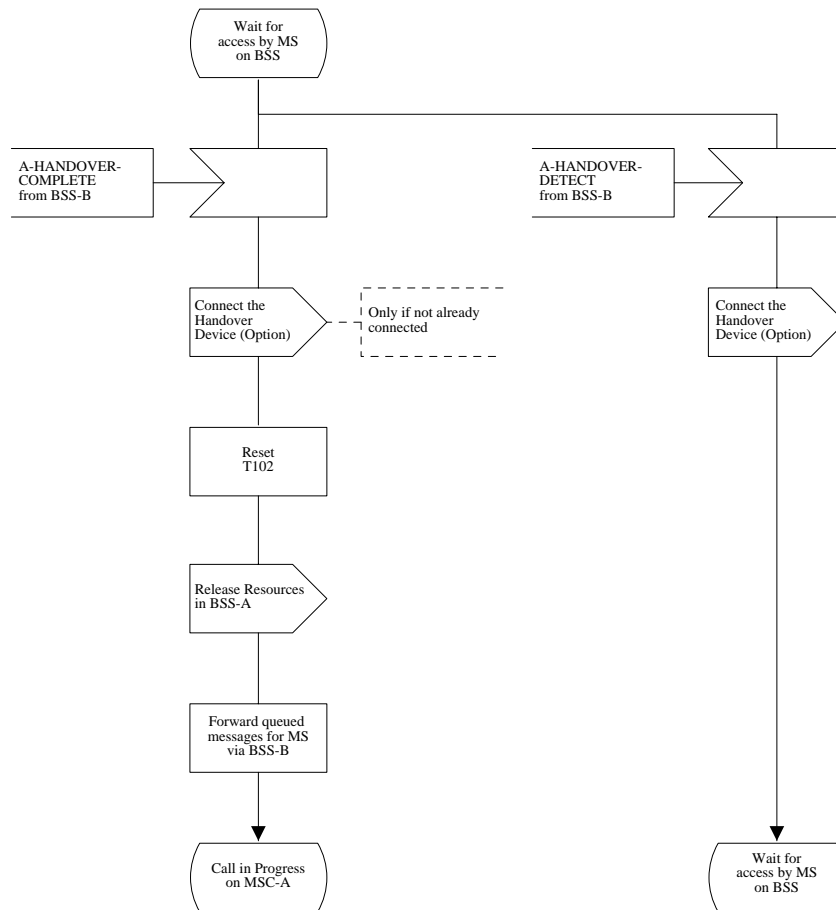 Wait for
access by MS
on BSS
A-HANDOVER-
COMPLETE
from BSS-B
A-HANDOVER-
DETECT
from BSS-B
Connect the
Handover
Device (Option)
Only if not already
connected
Connect the
Handover
Device (Option)
Reset
T102
Release Resources
in BSS-A
Forward queued
messages for MS
via BSS-B
Call in Progress
on MSC-A
Wait for
access by MS
on BSS